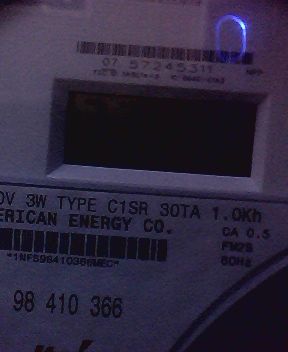 07 57245311
0V 3W TYPE C1SR 30TA 1.0Kh
ERICAN ENERGY CO.
CA 0.5
FM2S
60Hz
98 410 366